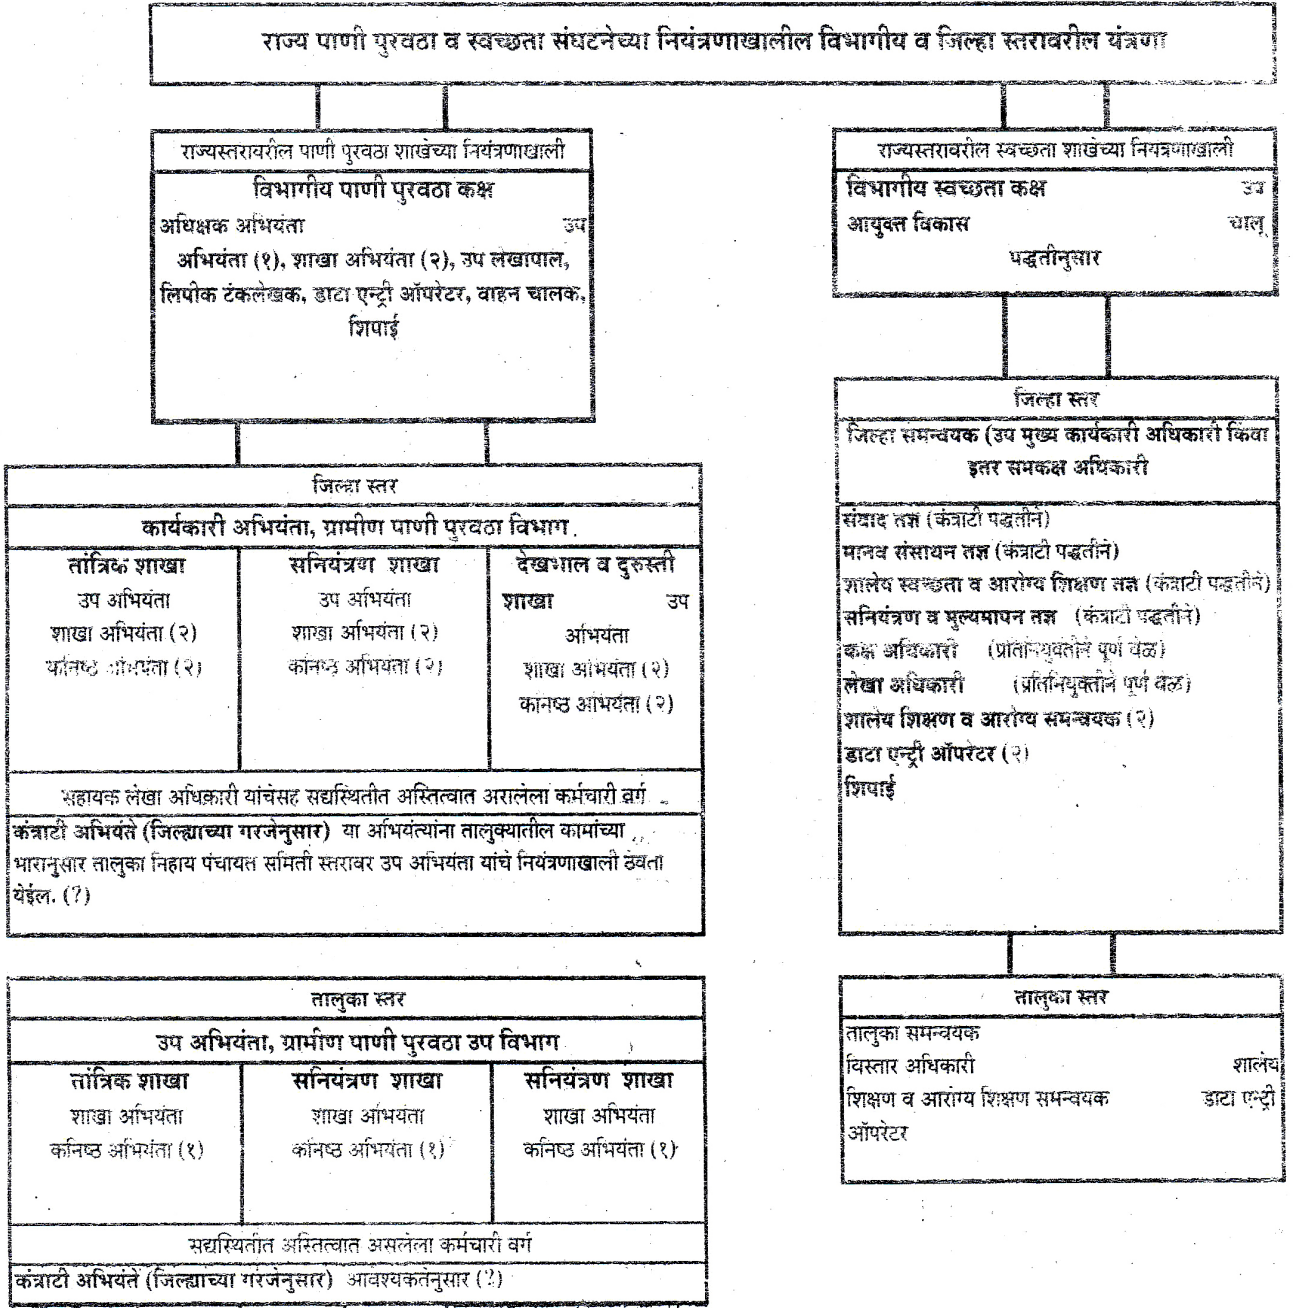 राज्य पाणी पुरवठा व स्वच्छता संघटनेच्या नियंत्रणाखालील विभागीय व जिल्हा स्तरावरील यंत्रणा
राज्यस्तरावरील पाणी पुरवठा शाखेच्या नियंत्रणाखाली
विभागीय पाणी पुरवठा कक्ष
अधिक्षक अभियंता उप
अभियंता (१), शाखा अभियंता (२), उप लेखापाल,
लिपीक टंकलेखक, डाटा एन्ट्री ऑपरेटर, वाहन चालक,
शिपाई
जिल्हा स्तर
कार्यकारी अभियंता, ग्रामीण पाणी पुरवठा विभाग
तांत्रिक शाखा
उप अभियंता
शाखा अभियंता (२)
कनिष्ठ अभियंता (२)
सनियंत्रण शाखा
उप अभियंता
शाखा अभियंता (२)
कनिष्ठ अभियंता (२)
देखभाल व दुरुस्ती
शाखा उप
अभियंता
शाखा अभियंता (२)
कनिष्ठ अभियंता (२)
सहायक लेखा अधिकारी यांचेसह सद्यस्थितीत अस्तित्वात असलेला कर्मचारी वर्ग
कंत्राटी अभियंते (जिल्ह्याच्या गरजेनुसार) या अभियंत्यांना तालुक्यातील कामांच्या
भारानुसार तालुका निहाय पंचायत समिती स्तरावर उप अभियंता यांचे नियंत्रणाखाली ठेवता
येईल. (?)
तालुका स्तर
उप अभियंता, ग्रामीण पाणी पुरवठा उप विभाग
तांत्रिक शाखा
शाखा अभियंता
कनिष्ठ अभियंता (१)
सनियंत्रण शाखा
शाखा अभियंता
कनिष्ठ अभियंता (१)
सनियंत्रण शाखा
शाखा अभियंता
कनिष्ठ अभियंता (१)
सद्यस्थितीत अस्तित्वात असलेला कर्मचारी वर्ग
कंत्राटी अभियंते (जिल्ह्याच्या गरजेनुसार) आवश्यकतेनुसार (?)
राज्यस्तरावरील स्वच्छता शाखेच्या नियंत्रणाखाली
विभागीय स्वच्छता कक्ष उप
आयुक्त विकास चालू
पद्धतीनुसार
जिल्हा स्तर
जिल्हा समन्वयक (उप मुख्य कार्यकारी अधिकारी किंवा
इतर समकक्ष अधिकारी
संवाद तज्ञ (कंत्राटी पद्धतीने)
मानव संसाधन तज्ञ (कंत्राटी पद्धतीने)
शालेय स्वच्छता व आरोग्य शिक्षण तज्ञ (कंत्राटी पद्धतीने)
सनियंत्रण व मुल्यमापन तज्ञ (कंत्राटी पद्धतीने)
कक्ष अधिकारी (प्रतिनियुक्तीने पूर्ण वेळ)
लेखा अधिकारी (प्रतिनियुक्तीने पूर्ण वेळ)
शालेय शिक्षण व आरोग्य समन्वयक (२)
डाटा एन्ट्री ऑपरेटर (२)
शिपाई
तालुका स्तर
तालुका समन्वयक
विस्तार अधिकारी शालेय
शिक्षण व आरोग्य शिक्षण समन्वयक डाटा एन्ट्री
ऑपरेटर